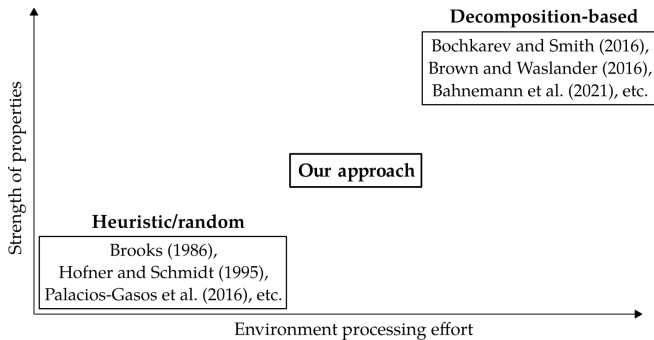 Decomposition-based
Bochkarev and Smith (2016),
Brown and Waslander (2016),
Bahnemann et al. (2021), etc.
Strength of properties
Our approach
Heuristic/random
Brooks (1986),
Hofner and Schmidt (1995),
Palacios-Gasos et al. (2016), etc.
Environment processing effort